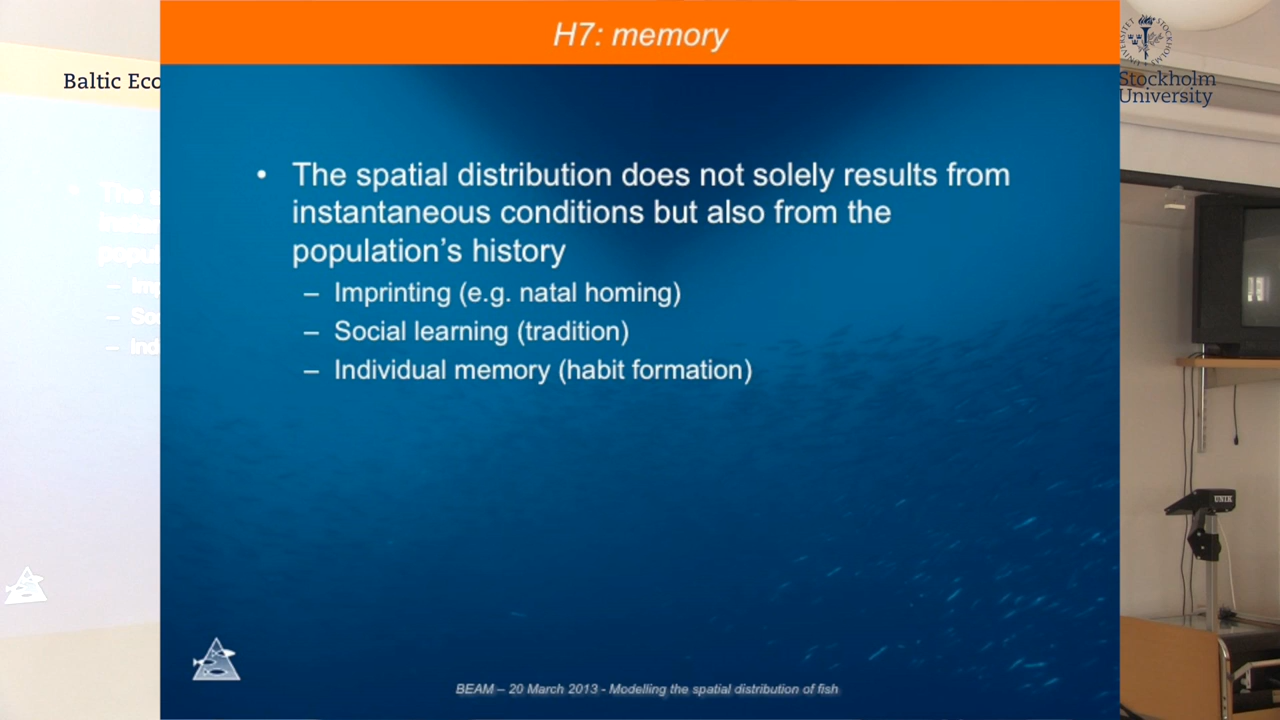 H7: memory
Baltic Eco
Stockholm
University
• The spatial distribution does not solely results from
instantaneous conditions but also from the
population's history
– Imprinting (e.g. natal homing)
– Social learning (tradition)
– Individual memory (habit formation)
UNIK
BEAM – 20 March 2013 - Modelling the spatial distribution of fish